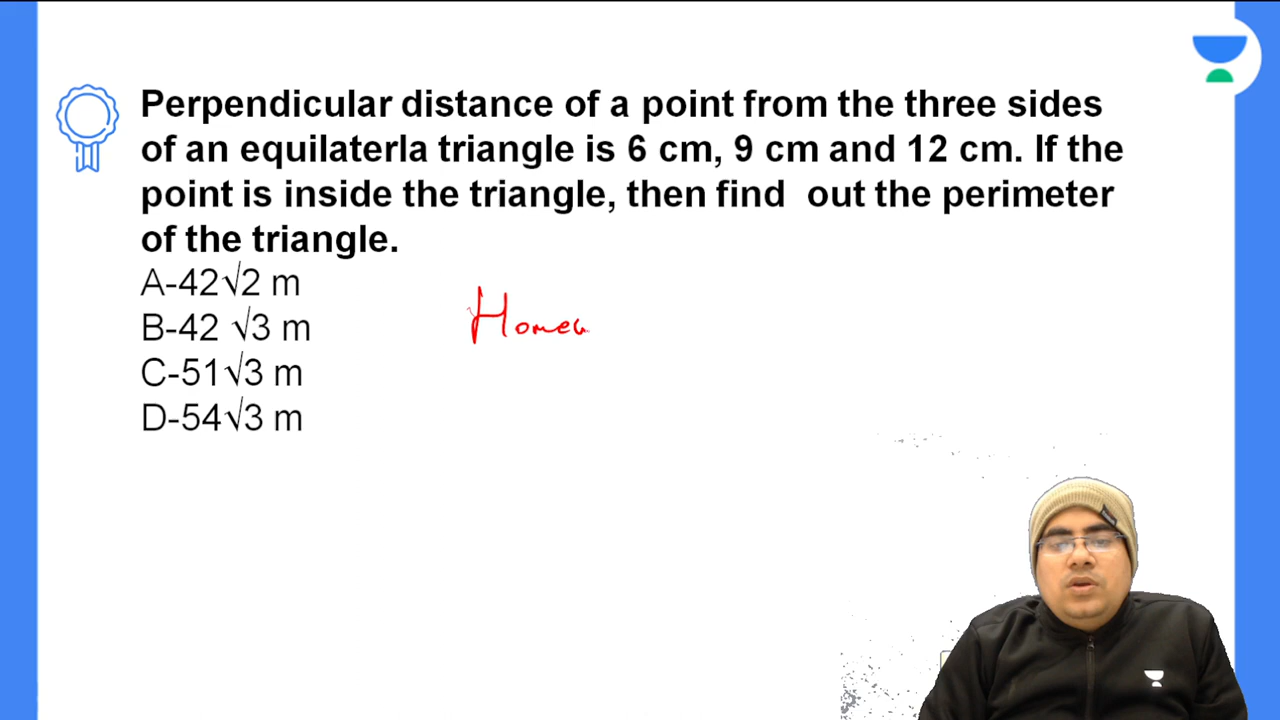 Perpendicular distance of a point from the three sides
of an equilaterla triangle is 6 cm, 9 cm and 12 cm. If the
point is inside the triangle, then find  out the perimeter
of the triangle.
A-42√2 m
B-42 √3 m
C-51√3 m
D-54√3 m